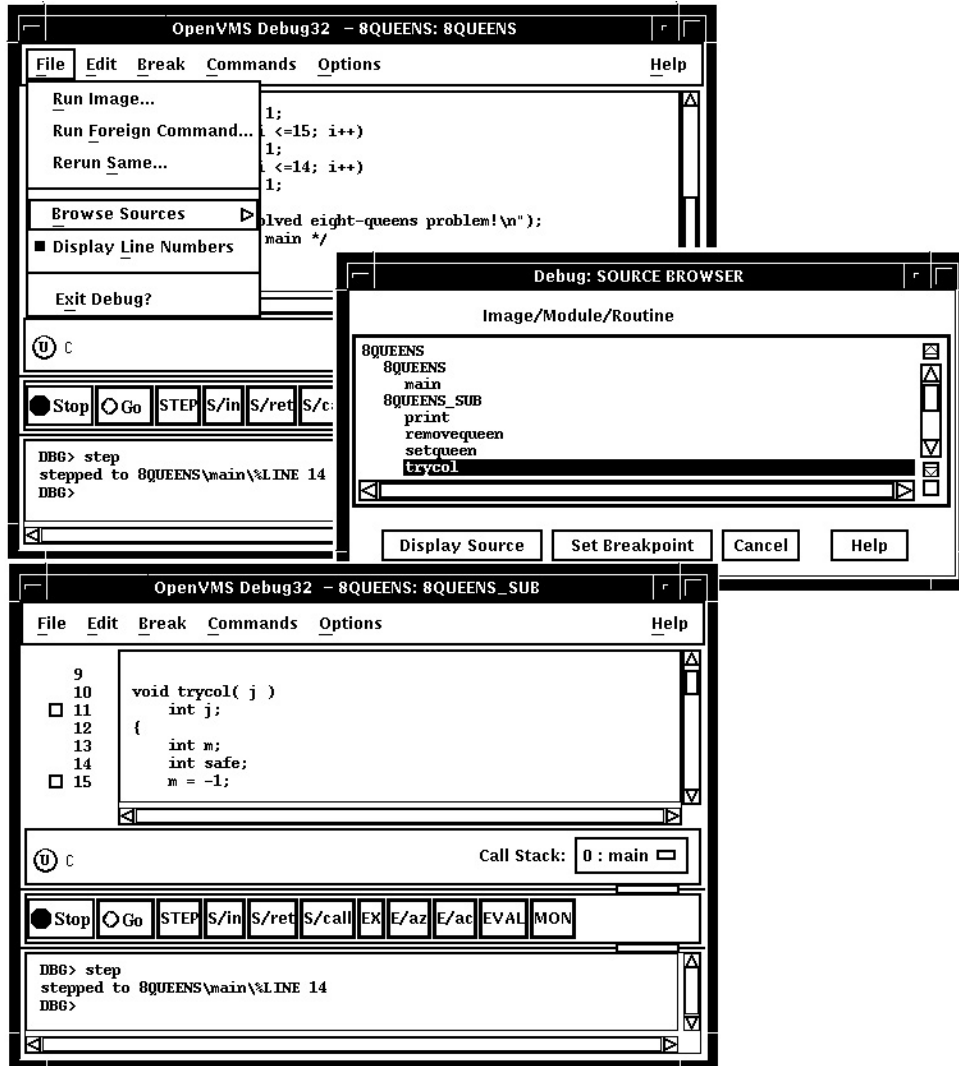 OpenVMS Debug32 – 8QUEENS: 8QUEENS
File Edit Break Commands Options Help
Run Image...
Run Foreign Command...
Rerun Same...
Browse Sources
Display Line Numbers
Exit Debug?
1;
<=15; i++)
1;
<=14; i++)
1;
olved eight-queens problem!\n");
main */
U C
Stop Go STEP S/in S/ret S/c
DBG> step
stepped to 8QUEENS\main\%LINE 14
DBG>
Debug: SOURCE BROWSER
Image/Module/Routine
8QUEENS
8QUEENS
main
8QUEENS_SUB
print
removequeen
setqueen
trycol
Display Source Set Breakpoint Cancel Help
OpenVMS Debug32 – 8QUEENS: 8QUEENS_SUB
File Edit Break Commands Options Help
9
10 void trycol( j )
11 int j;
12 {
13 int m;
14 int safe;
15 m = -1;
U C Call Stack: 0 : main
Stop Go STEP S/in S/ret S/call EX E/az E/ac EVAL MON
DBG> step
stepped to 8QUEENS\main\%LINE 14
DBG>